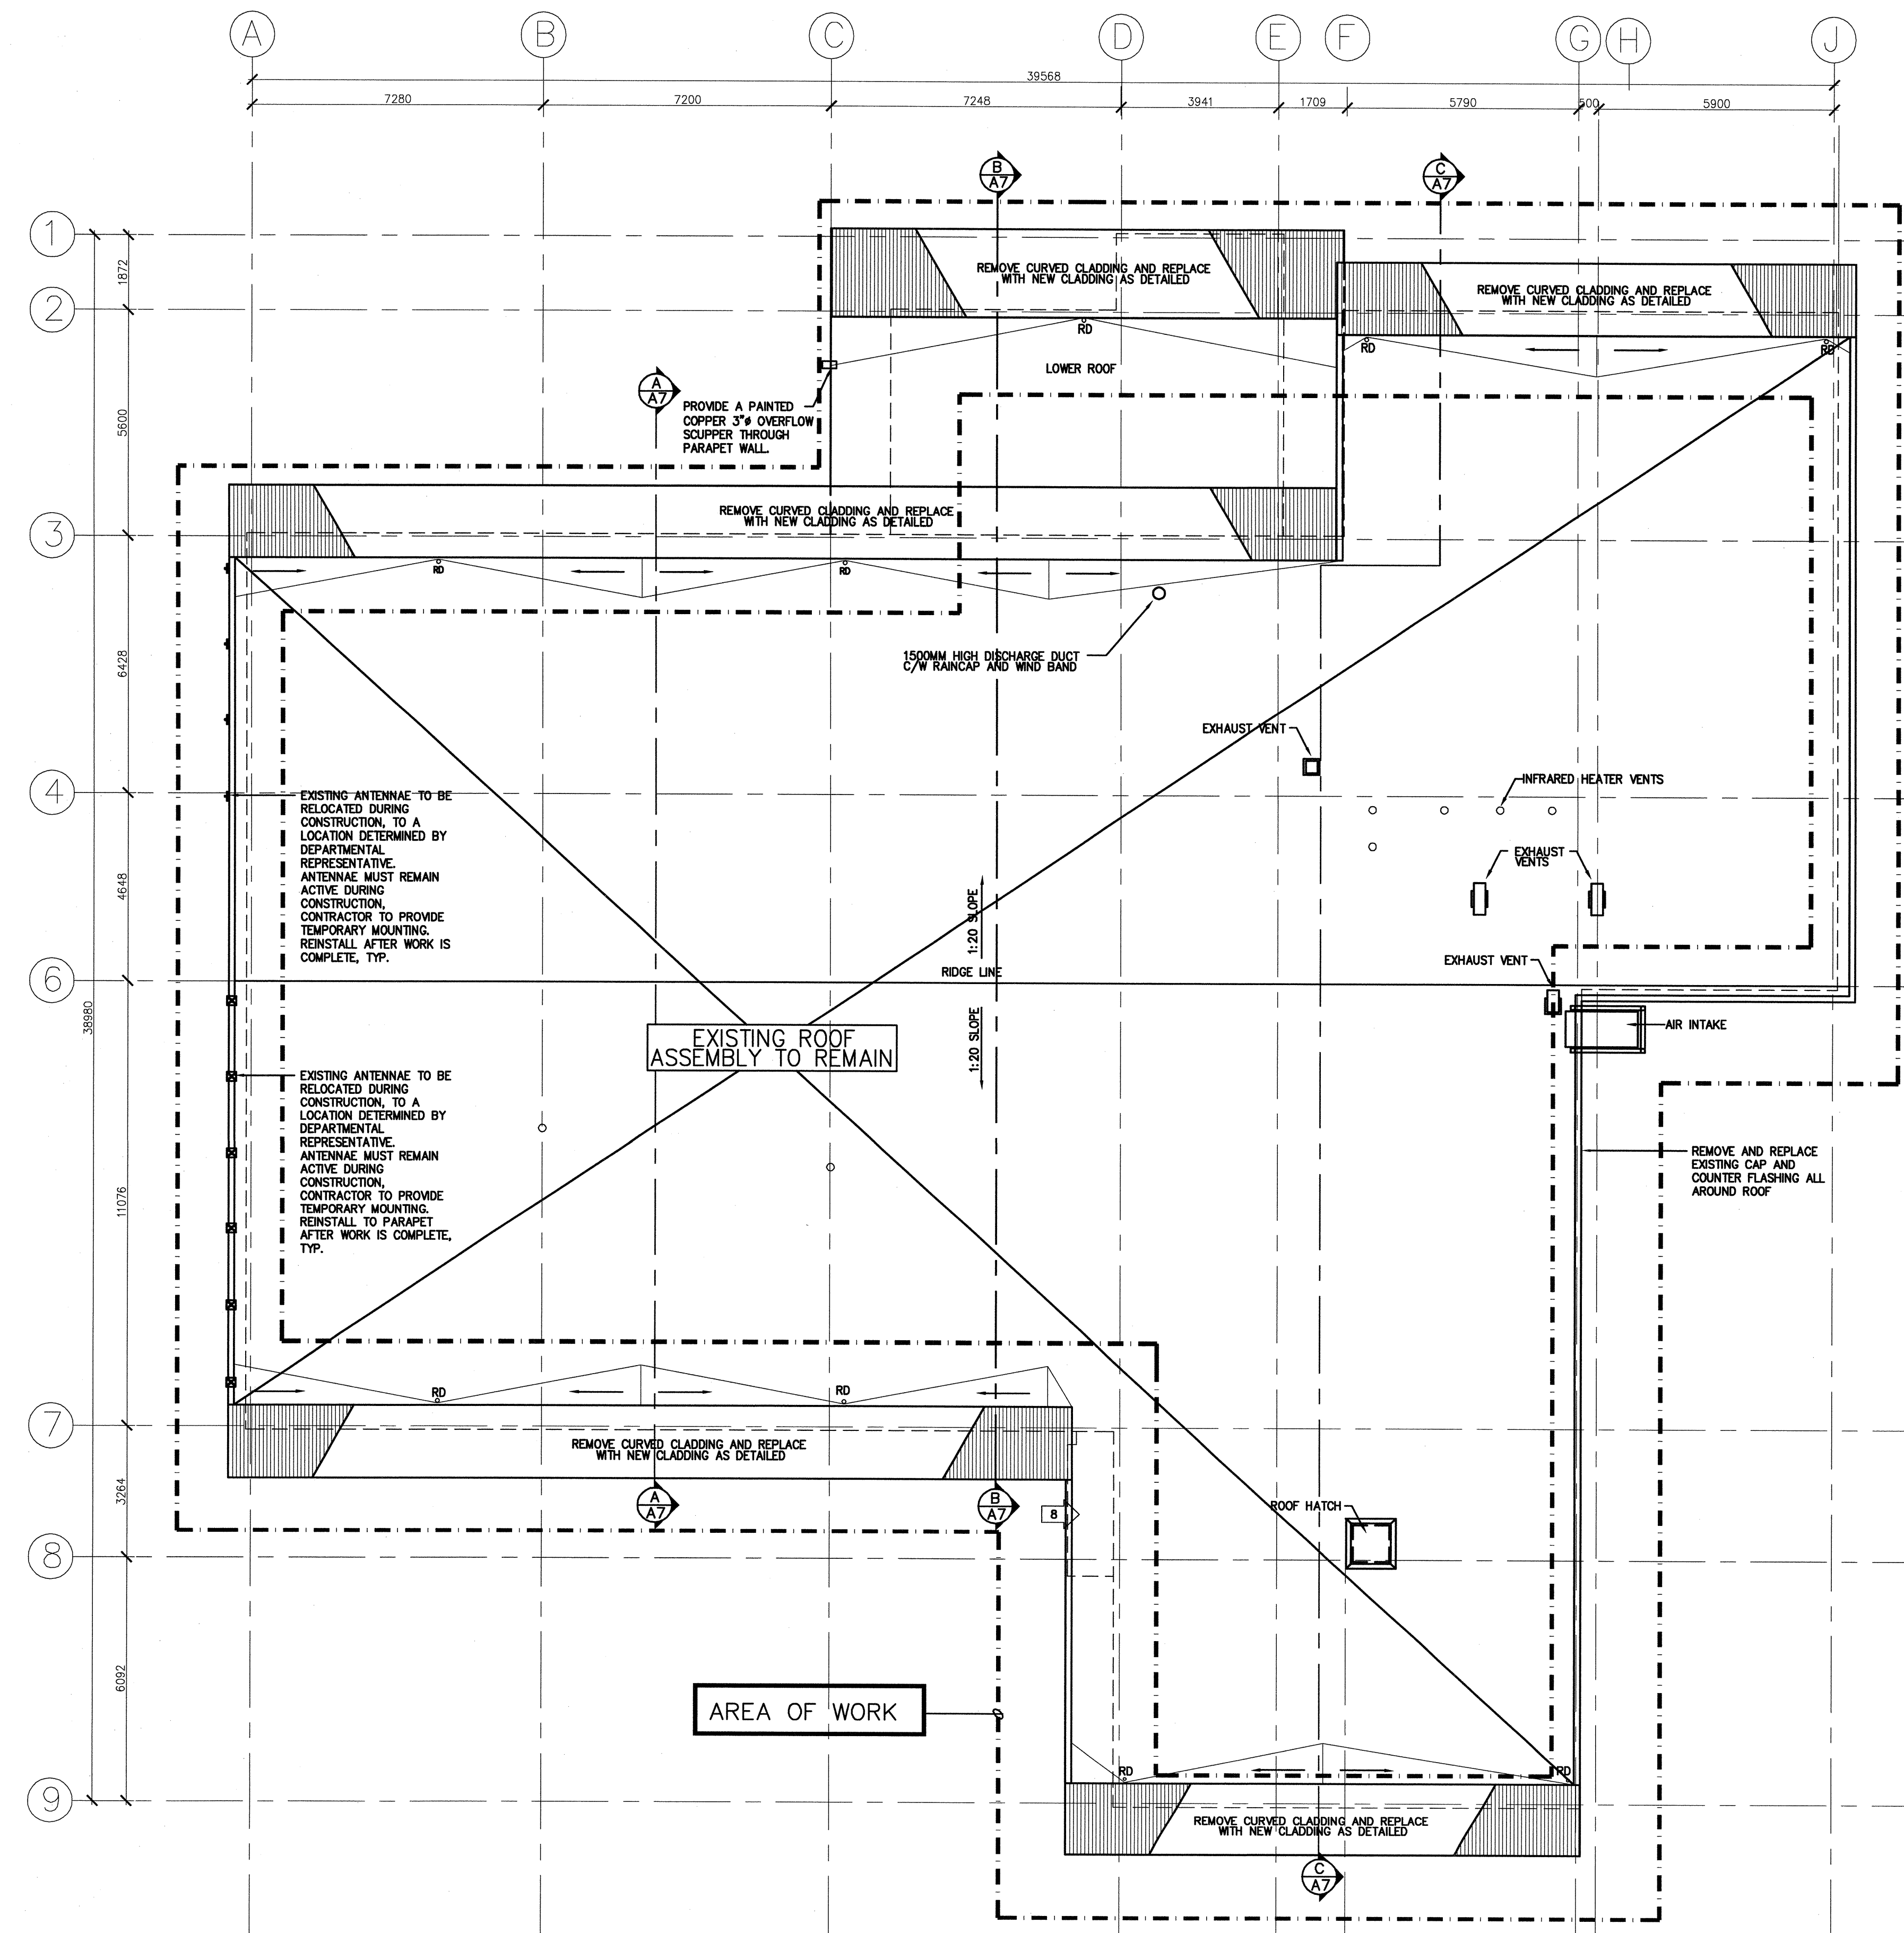 A
B
C
D
E
F
G
H
J
39568
7280
7200
7248
3941
1709
5790
500
5900
1
2
3
4
6
7
8
9
1872
5600
6428
4648
38980
11076
3264
6092
B
A7
C
A7
A
A7
REMOVE CURVED CLADDING AND REPLACE
WITH NEW CLADDING AS DETAILED
REMOVE CURVED CLADDING AND REPLACE
WITH NEW CLADDING AS DETAILED
RD
RD
RD
LOWER ROOF
PROVIDE A PAINTED
COPPER 3"ø OVERFLOW
SCUPPER THROUGH
PARAPET WALL.
REMOVE CURVED CLADDING AND REPLACE
WITH NEW CLADDING AS DETAILED
RD
RD
1500MM HIGH DISCHARGE DUCT
C/W RAINCAP AND WIND BAND
EXHAUST VENT
INFRARED HEATER VENTS
EXHAUST
VENTS
EXISTING ANTENNAE TO BE
RELOCATED DURING
CONSTRUCTION, TO A
LOCATION DETERMINED BY
DEPARTMENTAL
REPRESENTATIVE.
ANTENNAE MUST REMAIN
ACTIVE DURING
CONSTRUCTION,
CONTRACTOR TO PROVIDE
TEMPORARY MOUNTING.
REINSTALL AFTER WORK IS
COMPLETE, TYP.
1:20 SLOPE
RIDGE LINE
1:20 SLOPE
EXHAUST VENT
AIR INTAKE
EXISTING ROOF
ASSEMBLY TO REMAIN
EXISTING ANTENNAE TO BE
RELOCATED DURING
CONSTRUCTION, TO A
LOCATION DETERMINED BY
DEPARTMENTAL
REPRESENTATIVE.
ANTENNAE MUST REMAIN
ACTIVE DURING
CONSTRUCTION,
CONTRACTOR TO PROVIDE
TEMPORARY MOUNTING.
REINSTALL TO PARAPET
AFTER WORK IS COMPLETE,
TYP.
REMOVE AND REPLACE
EXISTING CAP AND
COUNTER FLASHING ALL
AROUND ROOF
RD
RD
REMOVE CURVED CLADDING AND REPLACE
WITH NEW CLADDING AS DETAILED
A
A7
B
A7
8
ROOF HATCH
AREA OF WORK
RD
RD
REMOVE CURVED CLADDING AND REPLACE
WITH NEW CLADDING AS DETAILED
C
A7